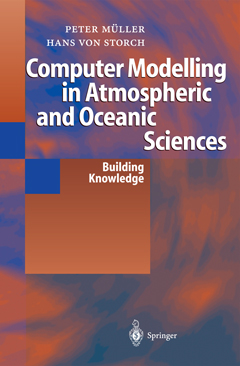 PETER MÜLLER
HANS VON STORCH
Computer Modelling
in Atmospheric
and Oceanic
Sciences
Building
Knowledge
Springer